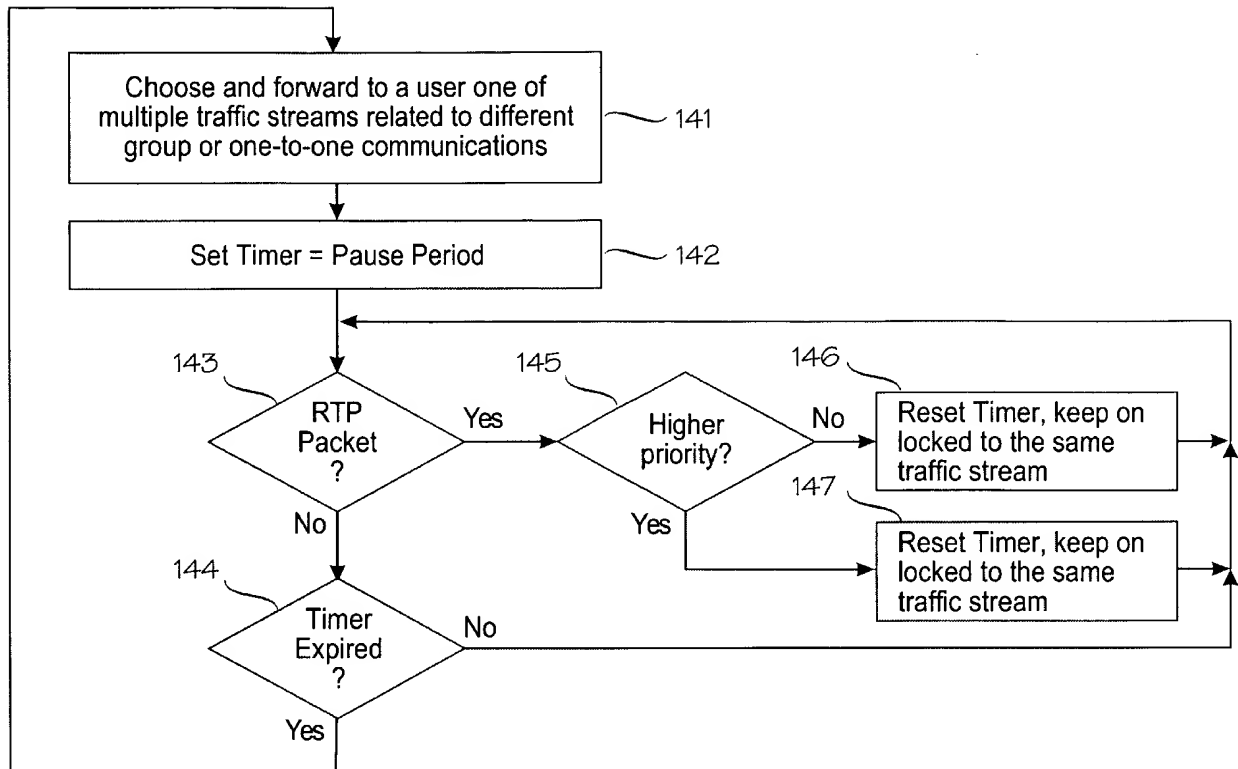 Choose and forward to a user one of
multiple traffic streams related to different
group or one-to-one communications
141
Set Timer = Pause Period
142
143
RTP
Packet
?
Yes
No
145
Higher
priority?
No
Yes
146
Reset Timer, keep on
locked to the same
traffic stream
147
Reset Timer, keep on
locked to the same
traffic stream
144
Timer
Expired
?
No
Yes